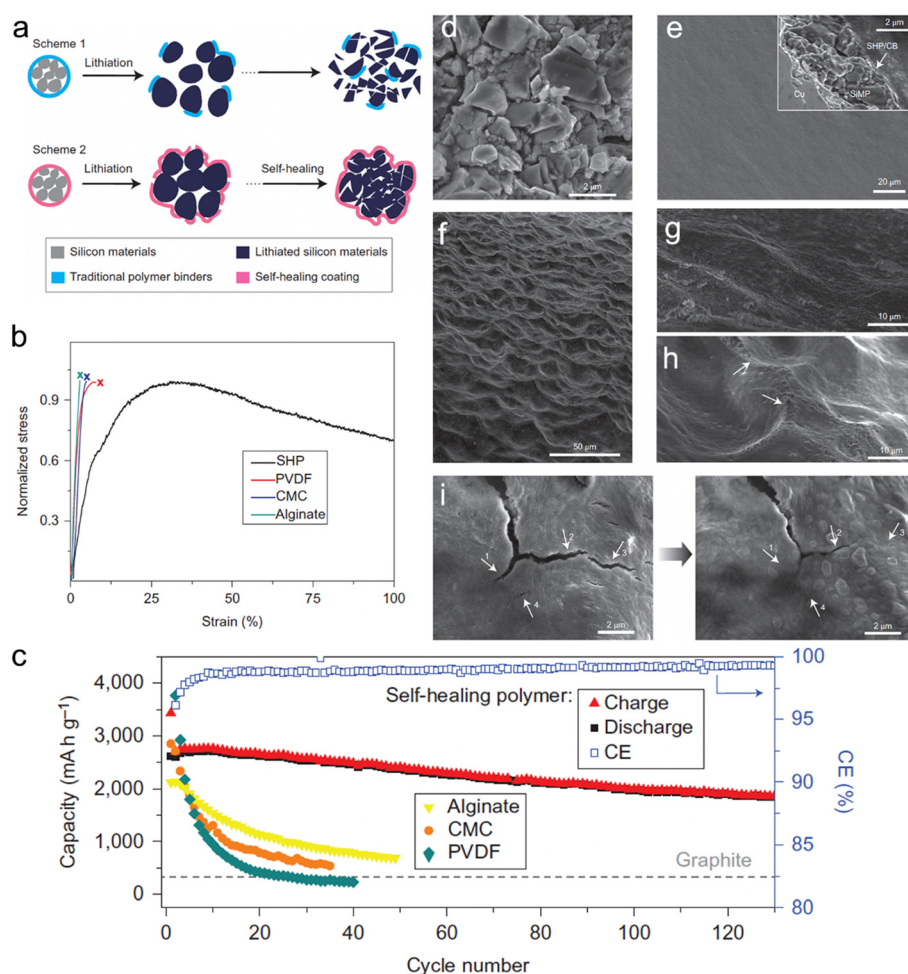 a
Scheme 1
Lithiation
Scheme 2
Lithiation
Self-healing
Silicon materials
Lithiated silicon materials
Traditional polymer binders
Self-healing coating
b
Normalized stress
0.9
0.6
0.3
x x x
SHP
PVDF
CMC
Alginate
0 25 50 75 100
Strain (%)
d
2 μm
e
2 μm
SHP/CB
Cu
SiMP
20 μm
f
50 μm
g
10 μm
h
10 μm
i
1
2
3
4
2 μm
1
2
3
4
2 μm
c
Capacity (mA h g⁻¹)
4,000
3,000
2,000
1,000
0
Self-healing polymer:
Charge
Discharge
CE
Alginate
CMC
PVDF
Graphite
100
95
90
85
80
CE (%)
0 20 40 60 80 100 120
Cycle number